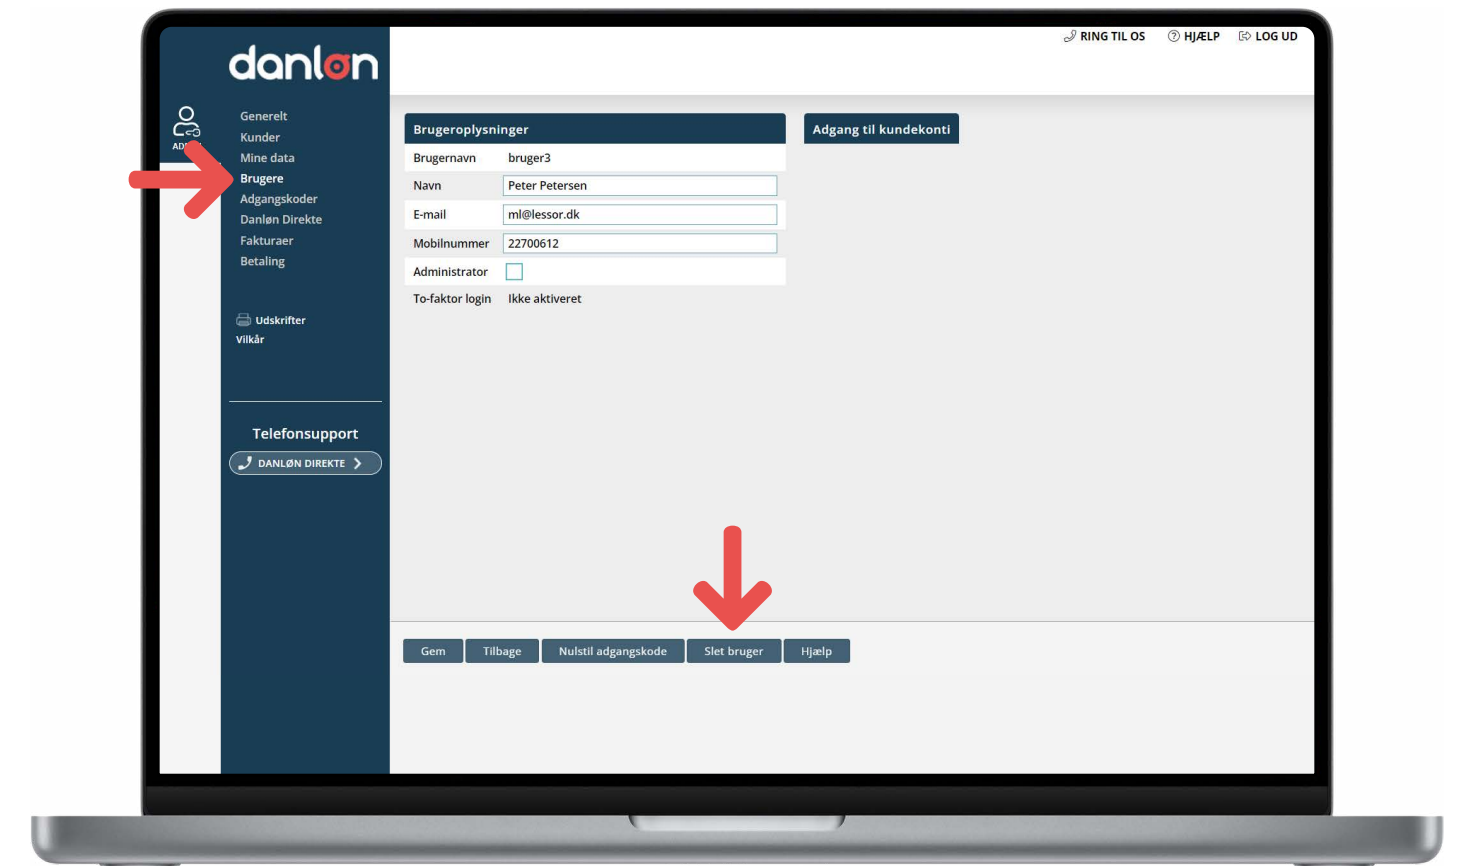 danløn
RING TIL OS HJÆLP LOG UD
Generelt
Kunder
Mine data
Brugere
Adgangskoder
Danløn Direkte
Fakturaer
Betaling
Udskrifter
Vilkår
Telefonsupport
DANLØN DIREKTE
Brugeroplysninger
Brugernavn bruger3
Navn Peter Petersen
E-mail ml@lessor.dk
Mobilnummer 22700612
Administrator
To-faktor login Ikke aktiveret
Adgang til kundekonti
Gem Tilbage Nulstil adgangskode Slet bruger Hjælp